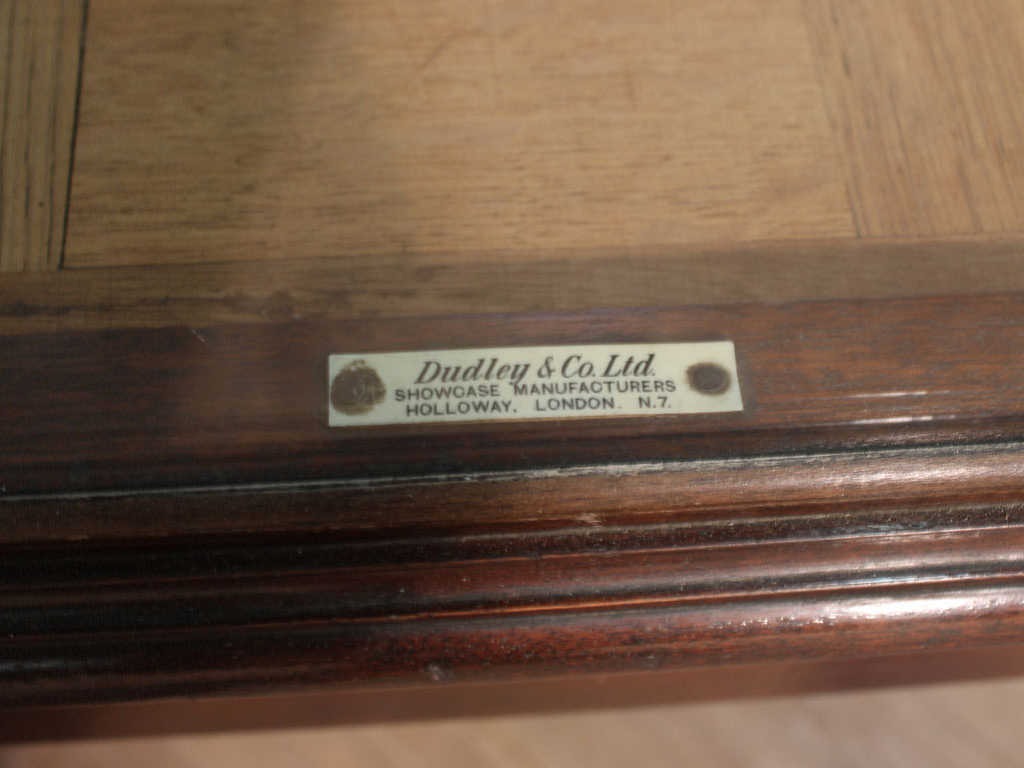 Dudley & Co. Ltd.
SHOWCASE MANUFACTURERS
HOLLOWAY. LONDON. N.7.